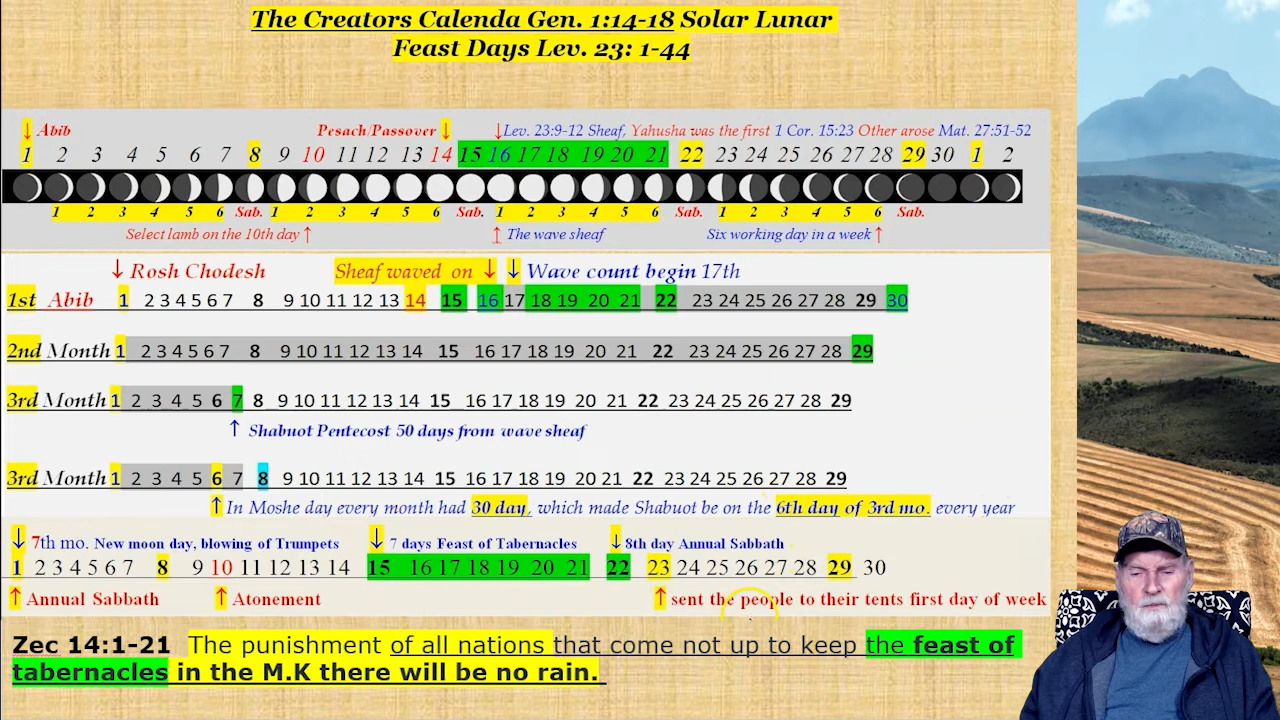 The Creators Calenda Gen. 1:14-18 Solar Lunar
Feast Days Lev. 23: 1-44
↓ Abib Pesach/Passover ↓ ↓Lev. 23:9-12 Sheaf, Yahusha was the first 1 Cor. 15:23 Other arose Mat. 27:51-52
1 2 3 4 5 6 7 8 9 10 11 12 13 14 15 16 17 18 19 20 21 22 23 24 25 26 27 28 29 30 1 2
1 2 3 4 5 6 Sab. 1 2 3 4 5 6 Sab. 1 2 3 4 5 6 Sab. 1 2 3 4 5 6 Sab.
Select lamb on the 10th day ↑ ↑ The wave sheaf Six working day in a week ↑
↓ Rosh Chodesh Sheaf waved on ↓ ↓ Wave count begin 17th
1st Abib 1 2 3 4 5 6 7 8 9 10 11 12 13 14 15 16 17 18 19 20 21 22 23 24 25 26 27 28 29 30
2nd Month 1 2 3 4 5 6 7 8 9 10 11 12 13 14 15 16 17 18 19 20 21 22 23 24 25 26 27 28 29
3rd Month 1 2 3 4 5 6 7 8 9 10 11 12 13 14 15 16 17 18 19 20 21 22 23 24 25 26 27 28 29
↑ Shabuot Pentecost 50 days from wave sheaf
3rd Month 1 2 3 4 5 6 7 8 9 10 11 12 13 14 15 16 17 18 19 20 21 22 23 24 25 26 27 28 29
↑ In Moshe day every month had 30 day, which made Shabuot be on the 6th day of 3rd mo. every year
↓ 7th mo. New moon day, blowing of Trumpets ↓ 7 days Feast of Tabernacles ↓ 8th day Annual Sabbath
1 2 3 4 5 6 7 8 9 10 11 12 13 14 15 16 17 18 19 20 21 22 23 24 25 26 27 28 29 30
↑ Annual Sabbath ↑ Atonement ↑ sent the people to their tents first day of week
Zec 14:1-21 The punishment of all nations that come not up to keep the feast of
tabernacles in the M.K there will be no rain.